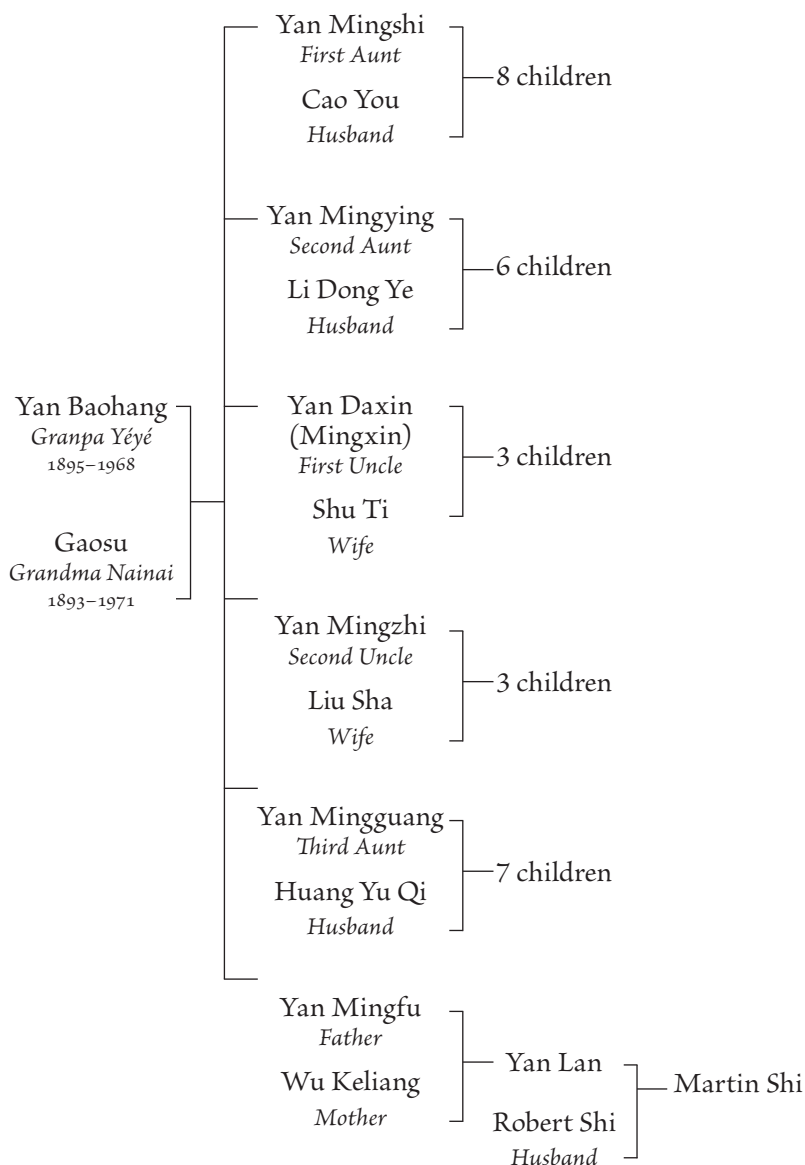 Yan Mingshi
First Aunt
8 children
Cao You
Husband
Yan Mingying
Second Aunt
6 children
Li Dong Ye
Husband
Yan Baohang
Granpa Yéyé
1895–1968
Gaosu
Grandma Nainai
1893–1971
Yan Daxin
(Mingxin)
First Uncle
3 children
Shu Ti
Wife
Yan Mingzhi
Second Uncle
3 children
Liu Sha
Wife
Yan Mingguang
Third Aunt
7 children
Huang Yu Qi
Husband
Yan Mingfu
Father
Wu Keliang
Mother
Yan Lan
Robert Shi
Husband
Martin Shi